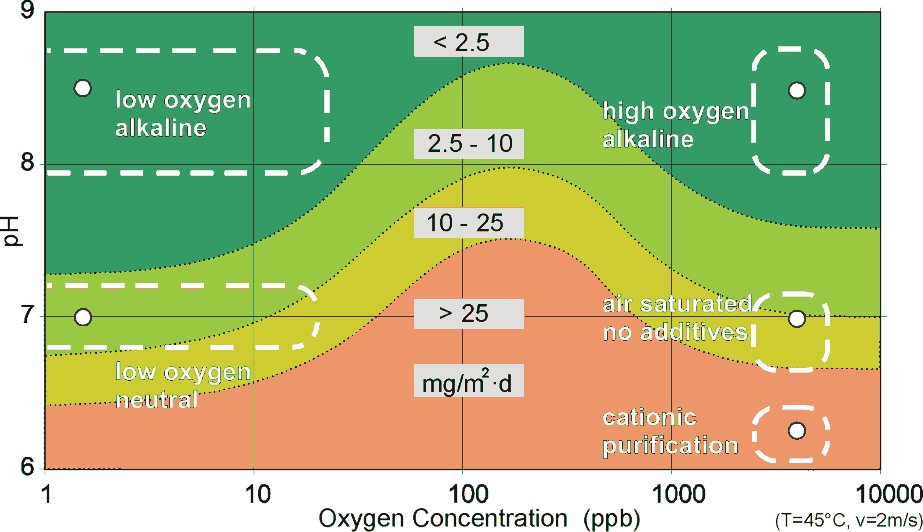 9
< 2.5
low oxygen
alkaline
high oxygen
alkaline
2.5 - 10
8
pH
10 - 25
7
> 25
air saturated
no additives
low oxygen
neutral
mg/m²·d
cationic
purification
6
1
10
100
1000
10000
Oxygen Concentration (ppb)
(T=45°C, v=2m/s)